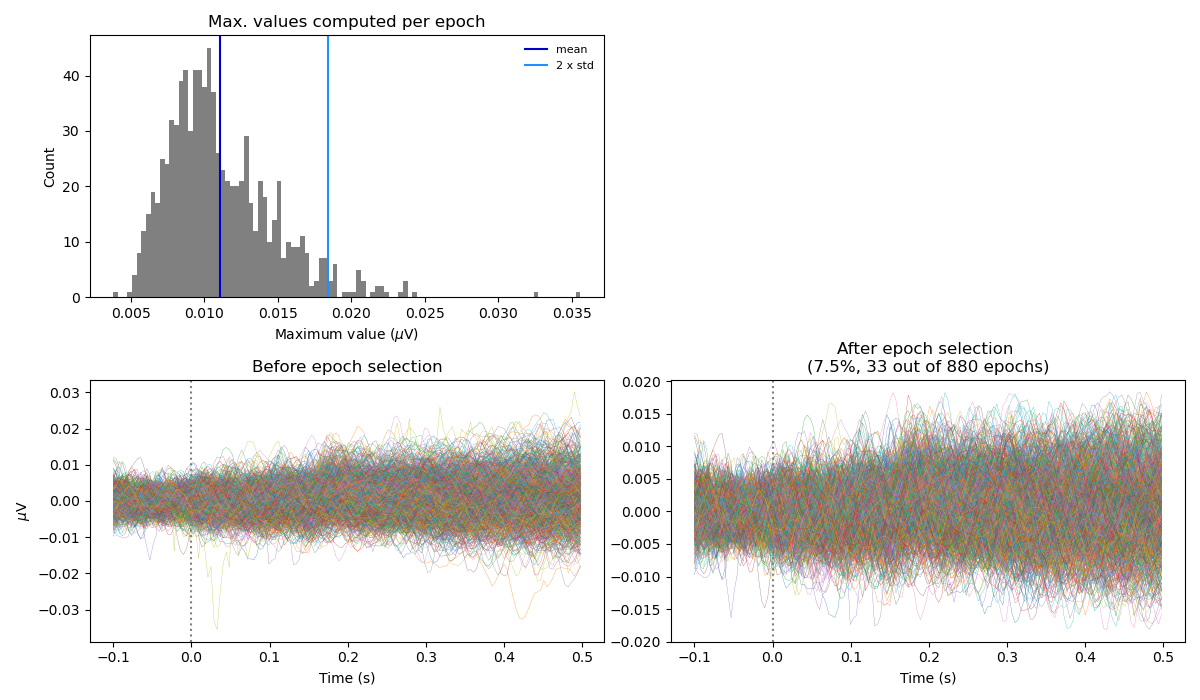 Max. values computed per epoch
mean
2 x std
Count
40
30
20
10
0
0.005 0.010 0.015 0.020 0.025 0.030 0.035
Maximum value (μV)
Before epoch selection
μV
0.03
0.02
0.01
0.00
−0.01
−0.02
−0.03
−0.1 0.0 0.1 0.2 0.3 0.4 0.5
Time (s)
After epoch selection
(7.5%, 33 out of 880 epochs)
0.020
0.015
0.010
0.005
0.000
−0.005
−0.010
−0.015
−0.020
−0.1 0.0 0.1 0.2 0.3 0.4 0.5
Time (s)